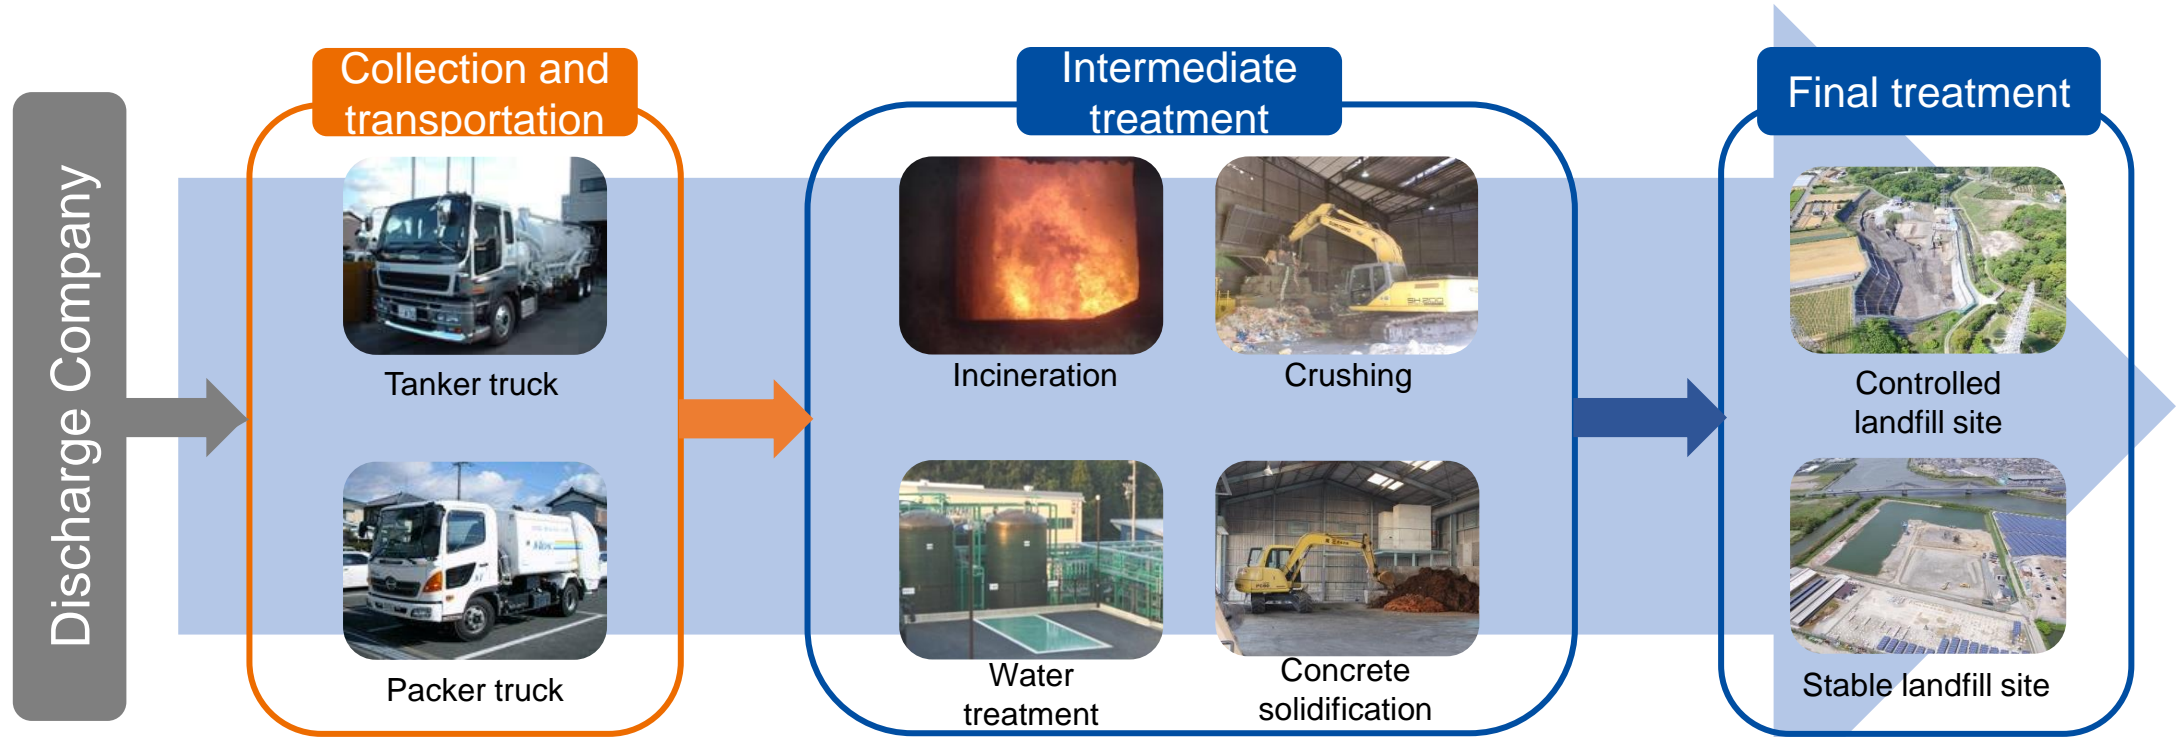 Discharge Company
Collection and
transportation
Tanker truck
Packer truck
Intermediate
treatment
Incineration
Crushing
SH200
Water
treatment
Concrete
solidification
Final treatment
Controlled
landfill site
Stable landfill site